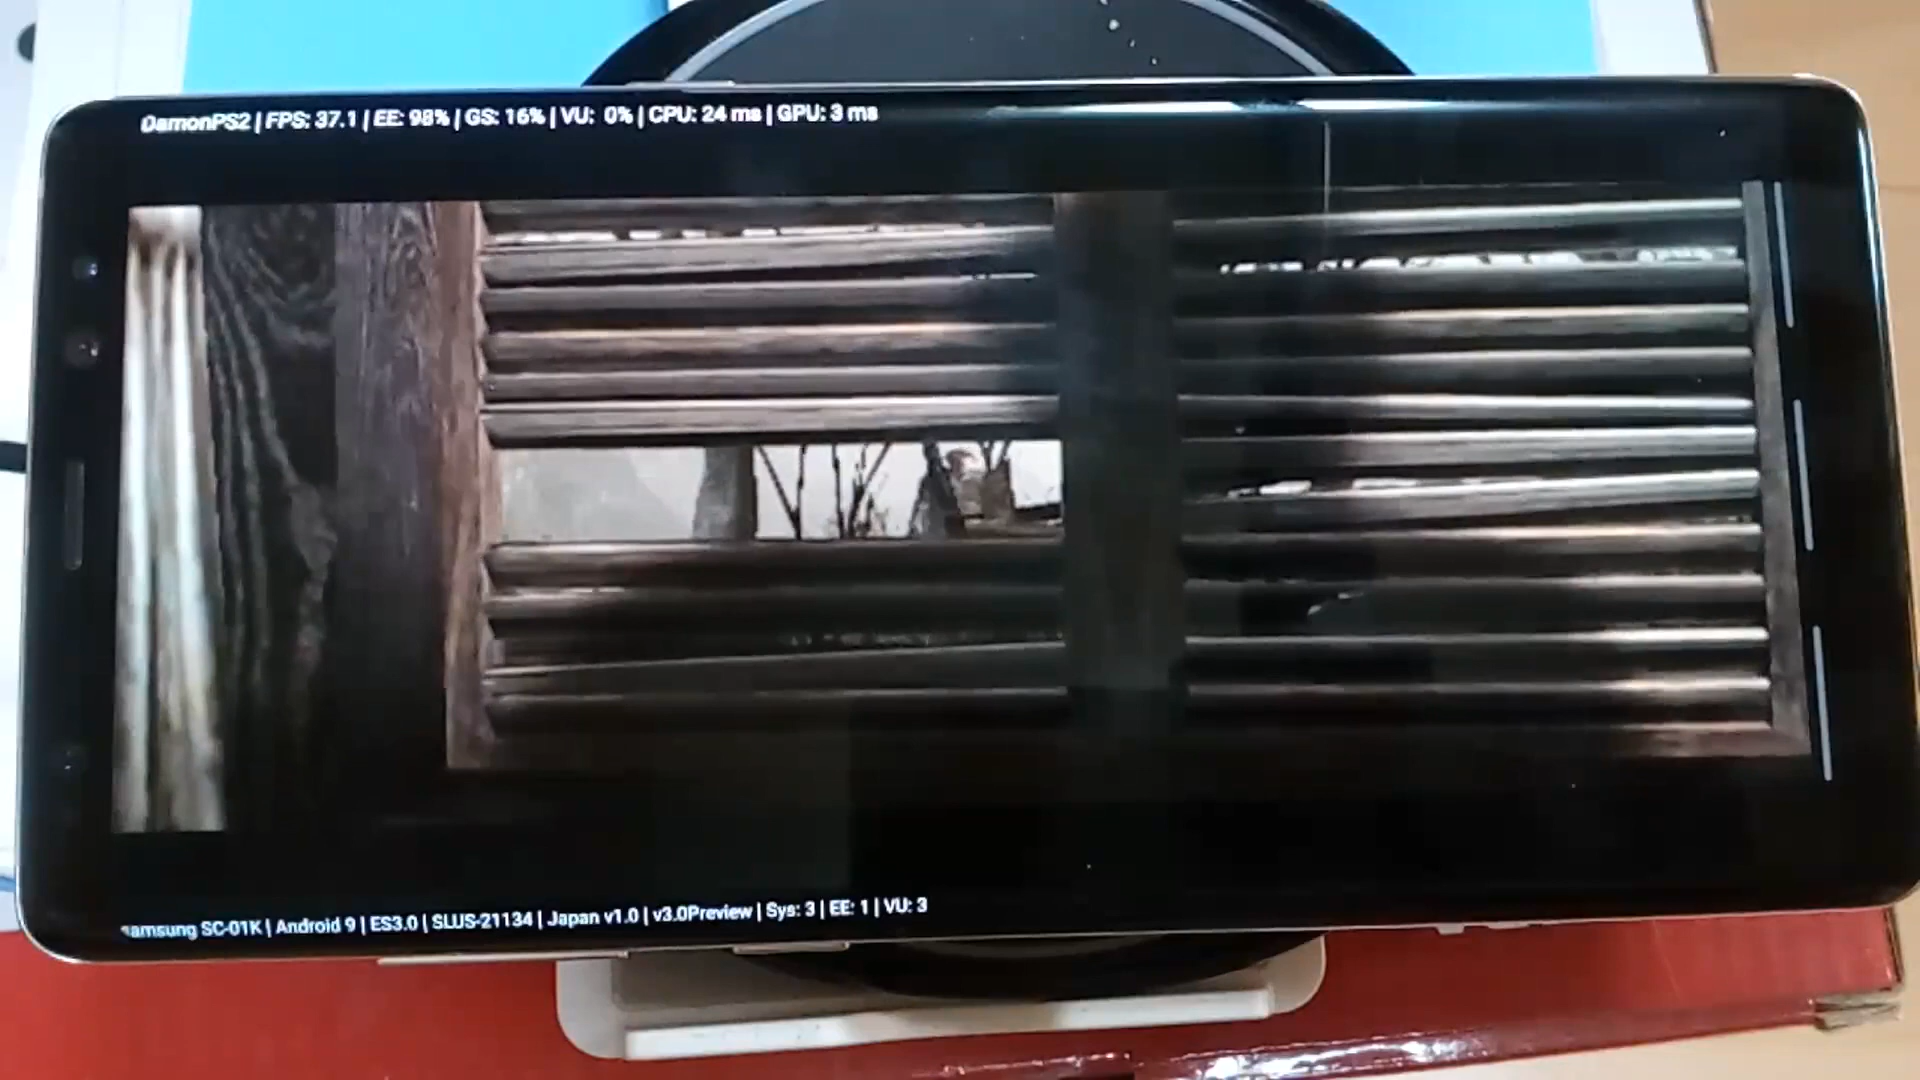 DamonPS2 | FPS: 37.1 | EE: 98% | GS: 16% | VU: 0% | CPU: 24 ms | GPU: 3 ms
samsung SC-01K | Android 9 | ES3.0 | SLUS-21134 | Japan v1.0 | v3.0Preview | Sys: 3 | EE: 1 | VU: 3